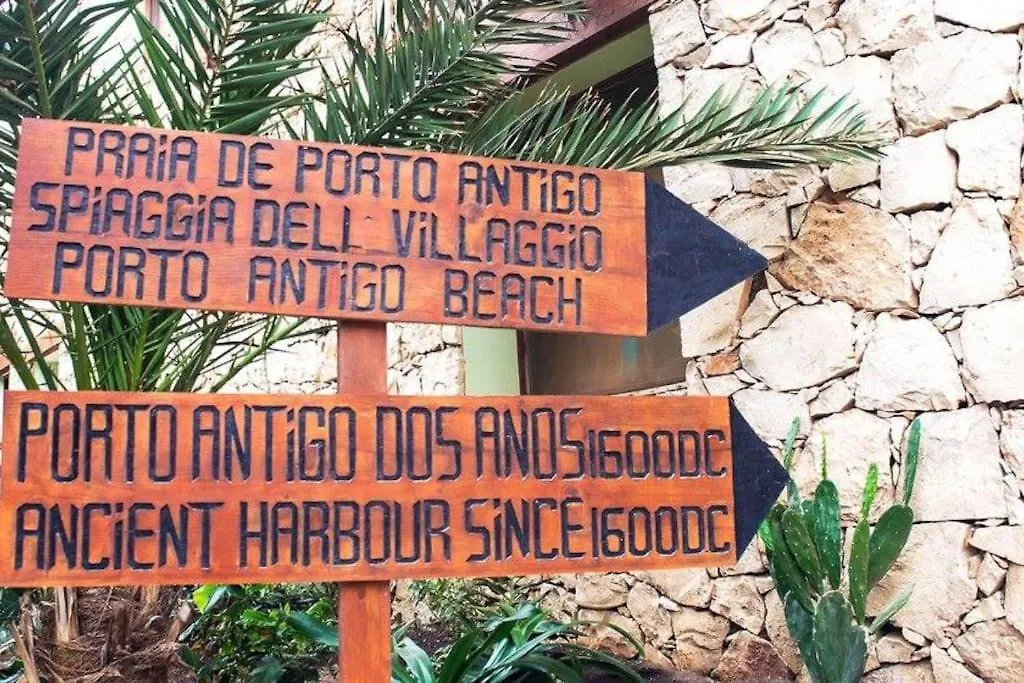 PRAiA DE PORTO ANTiGO
SPiAGGiA DELL ViLLAGGiO
PORTO ANTiGO BEACH
PORTO ANTiGO DOS ANOS 1600DC
ANCiENT HARBOUR SiNCE 1600DC